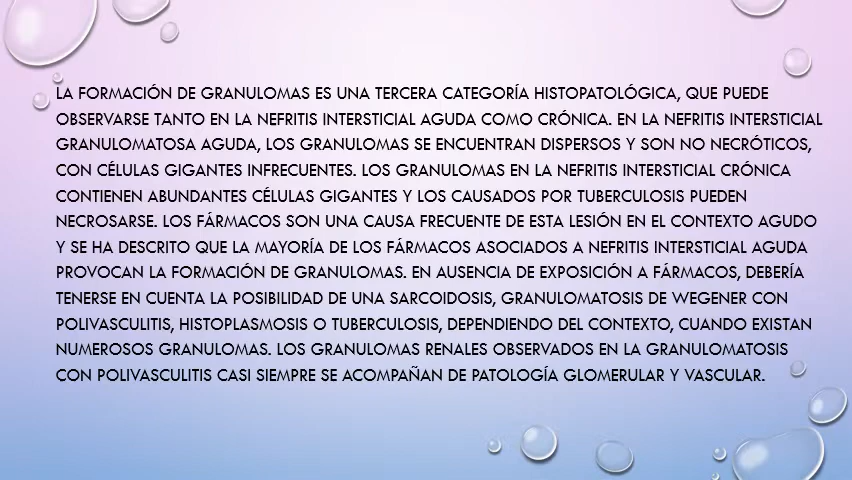 LA FORMACIÓN DE GRANULOMAS ES UNA TERCERA CATEGORÍA HISTOPATOLÓGICA, QUE PUEDE
OBSERVARSE TANTO EN LA NEFRITIS INTERSTICIAL AGUDA COMO CRÓNICA. EN LA NEFRITIS INTERSTICIAL
GRANULOMATOSA AGUDA, LOS GRANULOMAS SE ENCUENTRAN DISPERSOS Y SON NO NECRÓTICOS,
CON CÉLULAS GIGANTES INFRECUENTES. LOS GRANULOMAS EN LA NEFRITIS INTERSTICIAL CRÓNICA
CONTIENEN ABUNDANTES CÉLULAS GIGANTES Y LOS CAUSADOS POR TUBERCULOSIS PUEDEN
NECROSARSE. LOS FÁRMACOS SON UNA CAUSA FRECUENTE DE ESTA LESIÓN EN EL CONTEXTO AGUDO
Y SE HA DESCRITO QUE LA MAYORÍA DE LOS FÁRMACOS ASOCIADOS A NEFRITIS INTERSTICIAL AGUDA
PROVOCAN LA FORMACIÓN DE GRANULOMAS. EN AUSENCIA DE EXPOSICIÓN A FÁRMACOS, DEBERÍA
TENERSE EN CUENTA LA POSIBILIDAD DE UNA SARCOIDOSIS, GRANULOMATOSIS DE WEGENER CON
POLIVASCULITIS, HISTOPLASMOSIS O TUBERCULOSIS, DEPENDIENDO DEL CONTEXTO, CUANDO EXISTAN
NUMEROSOS GRANULOMAS. LOS GRANULOMAS RENALES OBSERVADOS EN LA GRANULOMATOSIS
CON POLIVASCULITIS CASI SIEMPRE SE ACOMPAÑAN DE PATOLOGÍA GLOMERULAR Y VASCULAR.